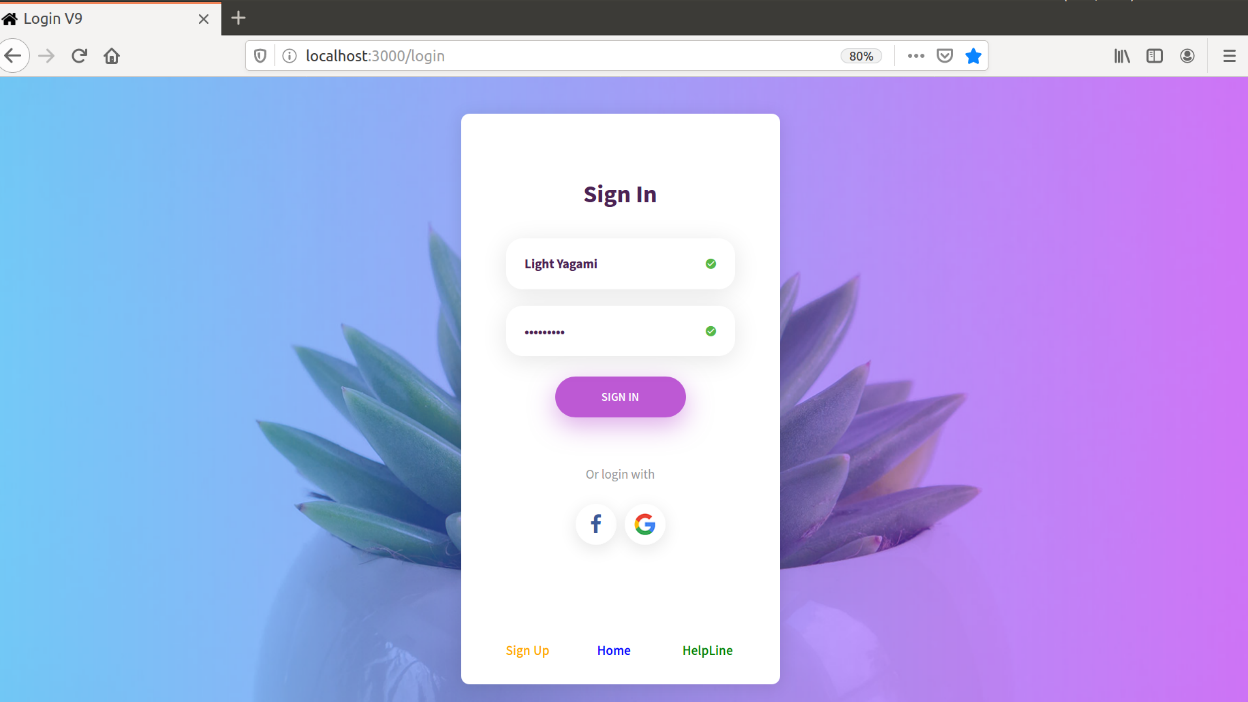 Login V9
localhost:3000/login
80%
Sign In
Light Yagami
•••••••••
SIGN IN
Or login with
Sign Up Home HelpLine